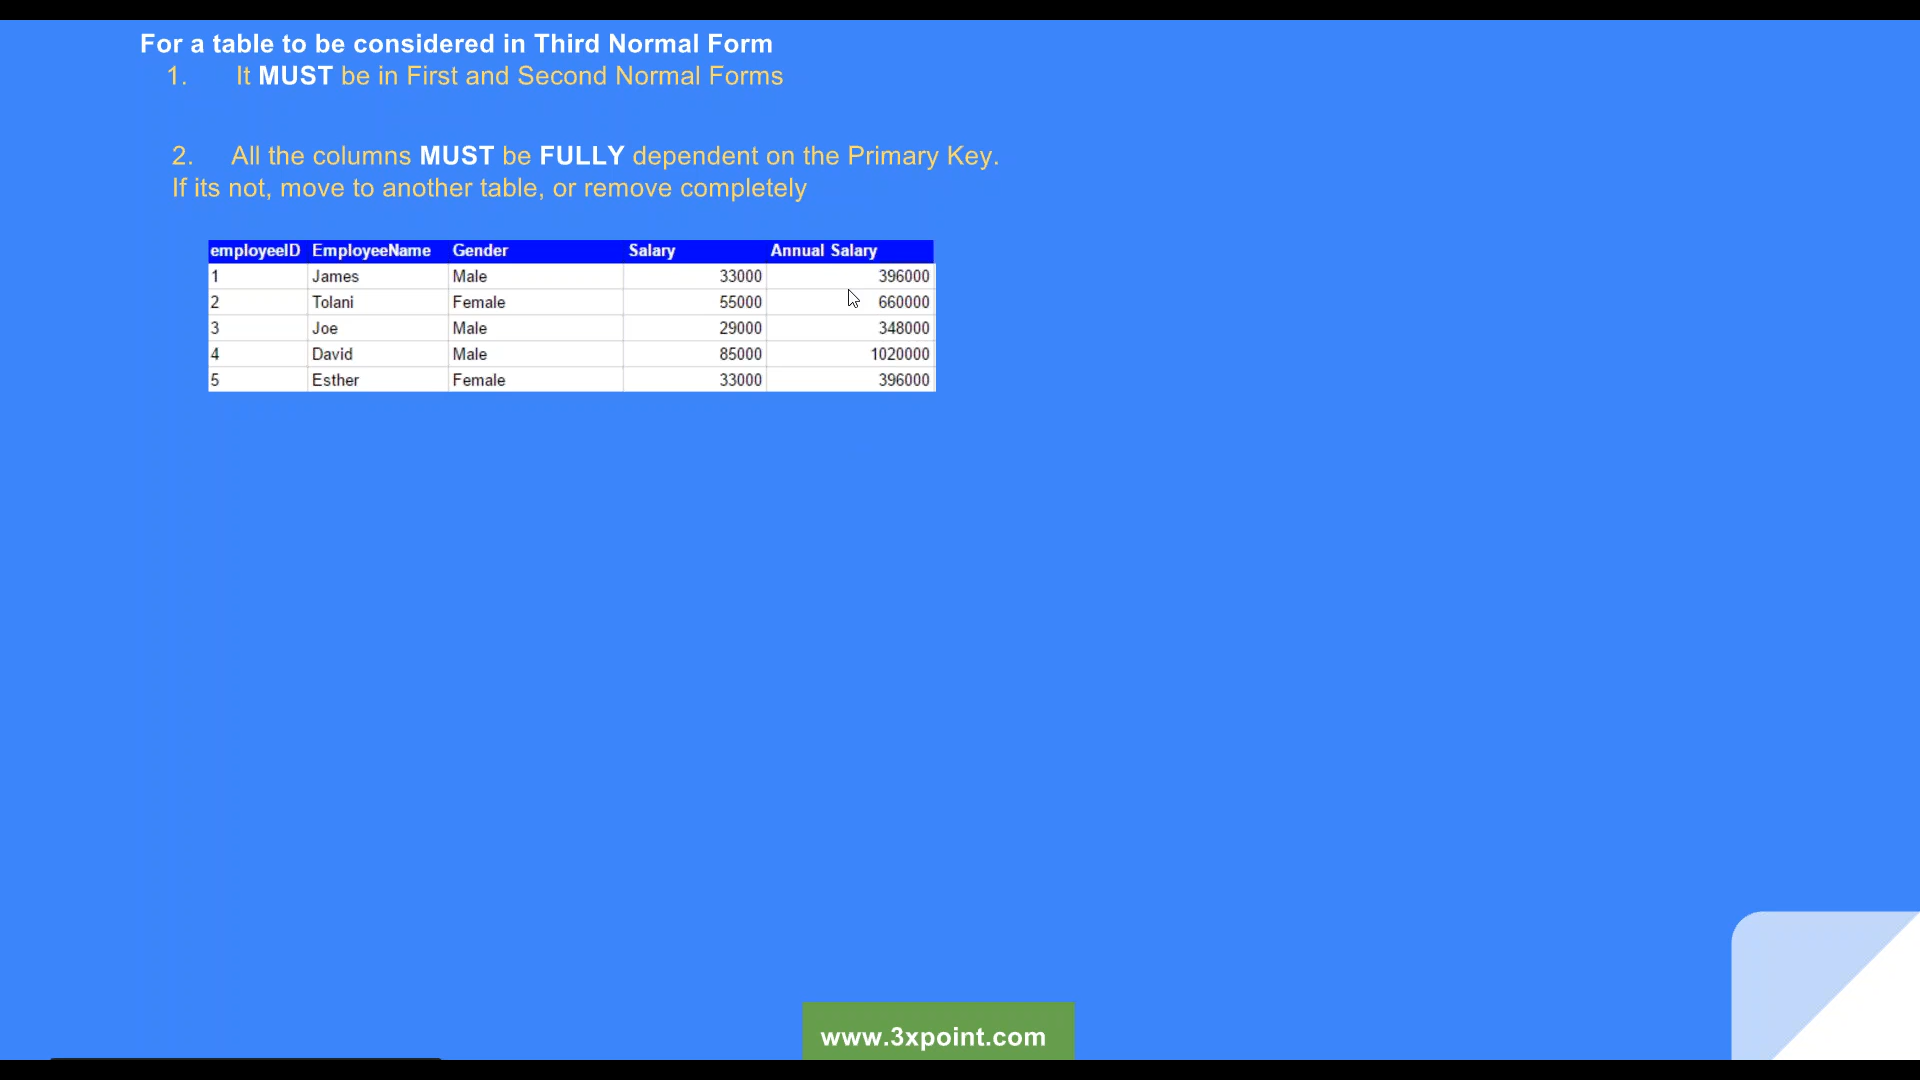 For a table to be considered in Third Normal Form
1. It MUST be in First and Second Normal Forms
2. All the columns MUST be FULLY dependent on the Primary Key.
If its not, move to another table, or remove completely
employeeID EmployeeName Gender Salary Annual Salary
1 James Male 33000 396000
2 Tolani Female 55000 660000
3 Joe Male 29000 348000
4 David Male 85000 1020000
5 Esther Female 33000 396000
www.3xpoint.com